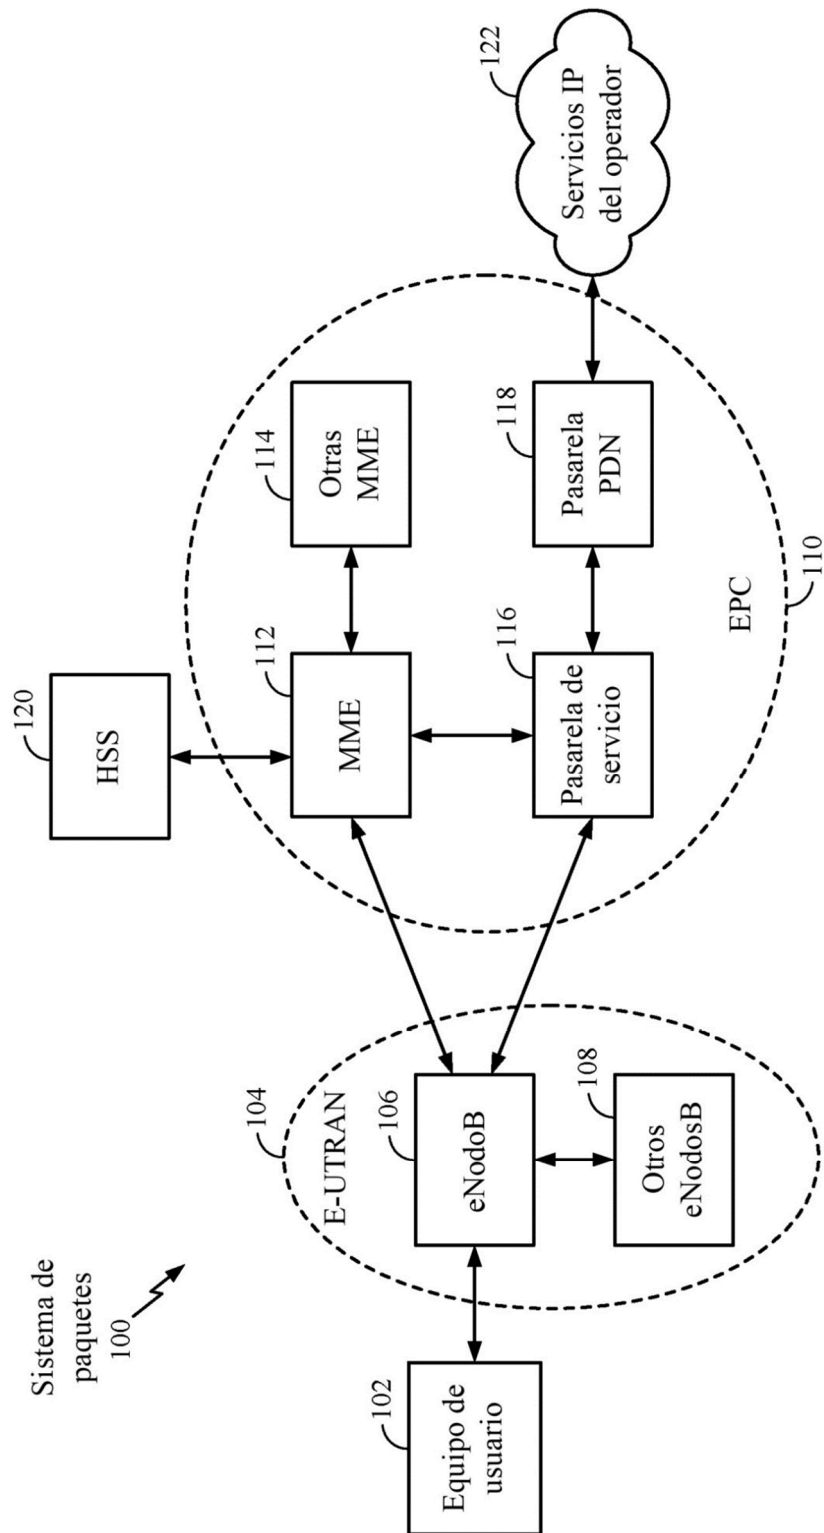 Sistema de
paquetes
100
120
HSS
104
E-UTRAN
112
MME
114
Otras
MME
102
Equipo de
usuario
106
eNodoB
108
Otros
eNodosB
116
Pasarela de
servicio
118
Pasarela
PDN
122
Servicios IP
del operador
EPC
110